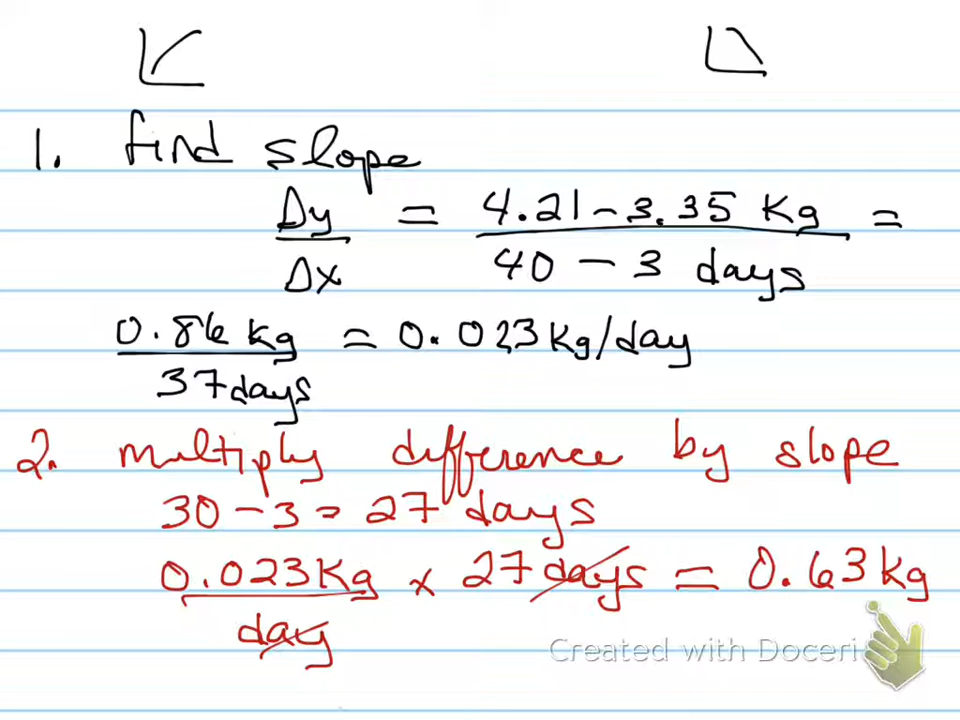 1. find slope
Δy/Δx = 4.21 - 3.35 Kg / 40 - 3 days =
0.86 kg / 37 days = 0.023 Kg/day
2. multiply difference by slope
30 - 3 = 27 days
0.023 Kg / day × 27 days = 0.63 kg
Created with Doceri